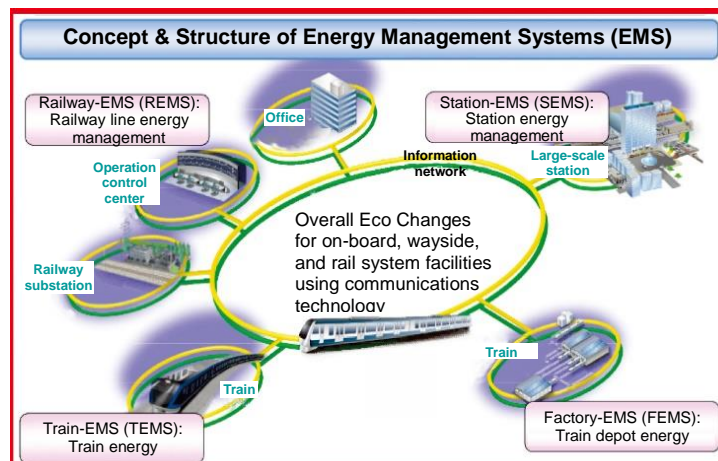 Concept & Structure of Energy Management Systems (EMS)
Railway-EMS (REMS):
Railway line energy
management
Office
Station-EMS (SEMS):
Station energy
management
Operation
control
center
Information
network
Large-scale
station
Overall Eco Changes
for on-board, wayside,
and rail system facilities
using communications
technology
Railway
substation
Train
Train
Train-EMS (TEMS):
Train energy
Factory-EMS (FEMS):
Train depot energy